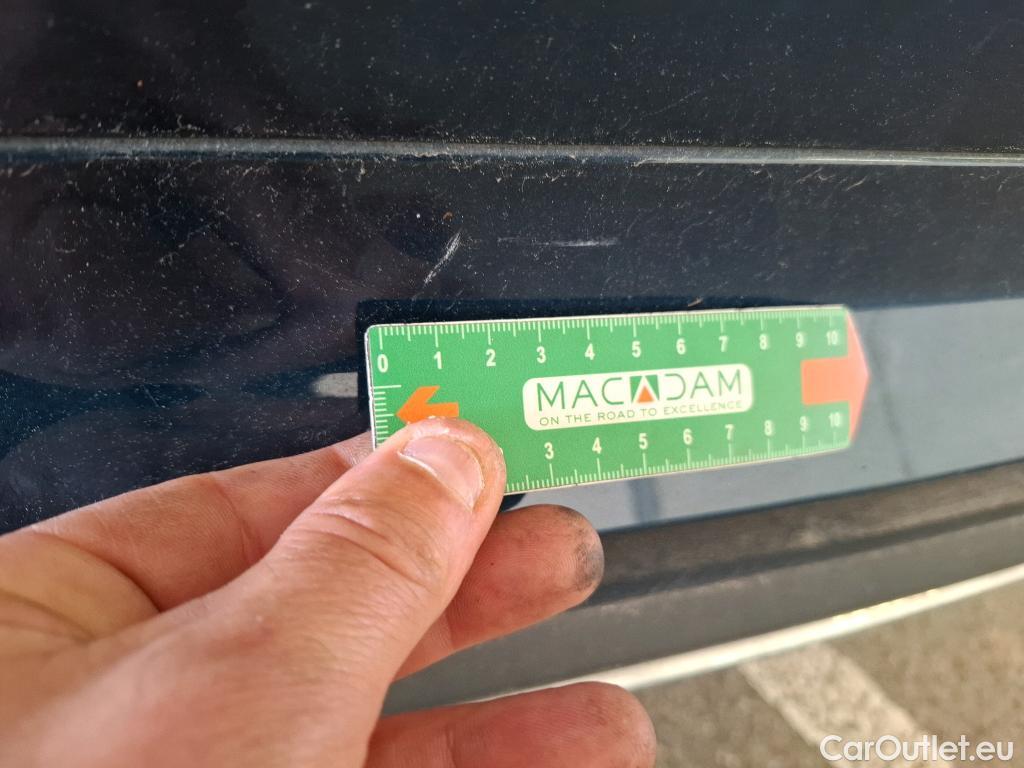 0 1 2 3 4 5 6 7 8 9 10
MACADAM
ON THE ROAD TO EXCELLENCE
3 4 5 6 7 8 9 10
CarOutlet.eu